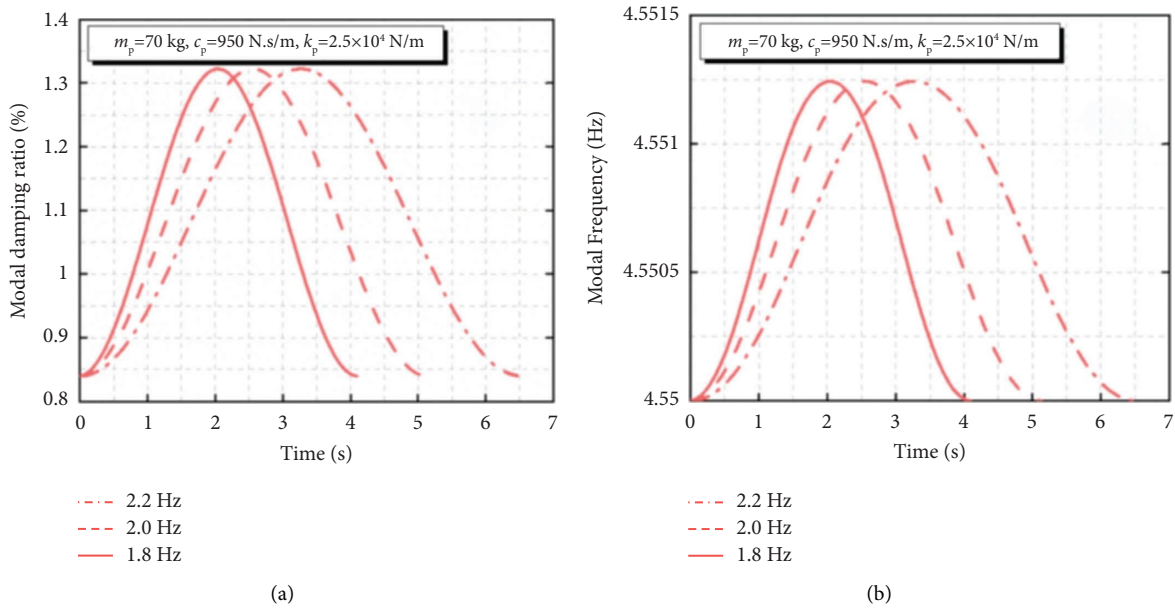 1.4
1.3
1.2
1.1
1
0.9
0.8
Modal damping ratio (%)
mp=70 kg, cp=950 N.s/m, kp=2.5×10⁴ N/m
0 1 2 3 4 5 6 7
Time (s)
2.2 Hz
2.0 Hz
1.8 Hz
(a)
4.5515
4.551
4.5505
4.55
Modal Frequency (Hz)
mp=70 kg, cp=950 N.s/m, kp=2.5×10⁴ N/m
0 1 2 3 4 5 6 7
Time (s)
2.2 Hz
2.0 Hz
1.8 Hz
(b)